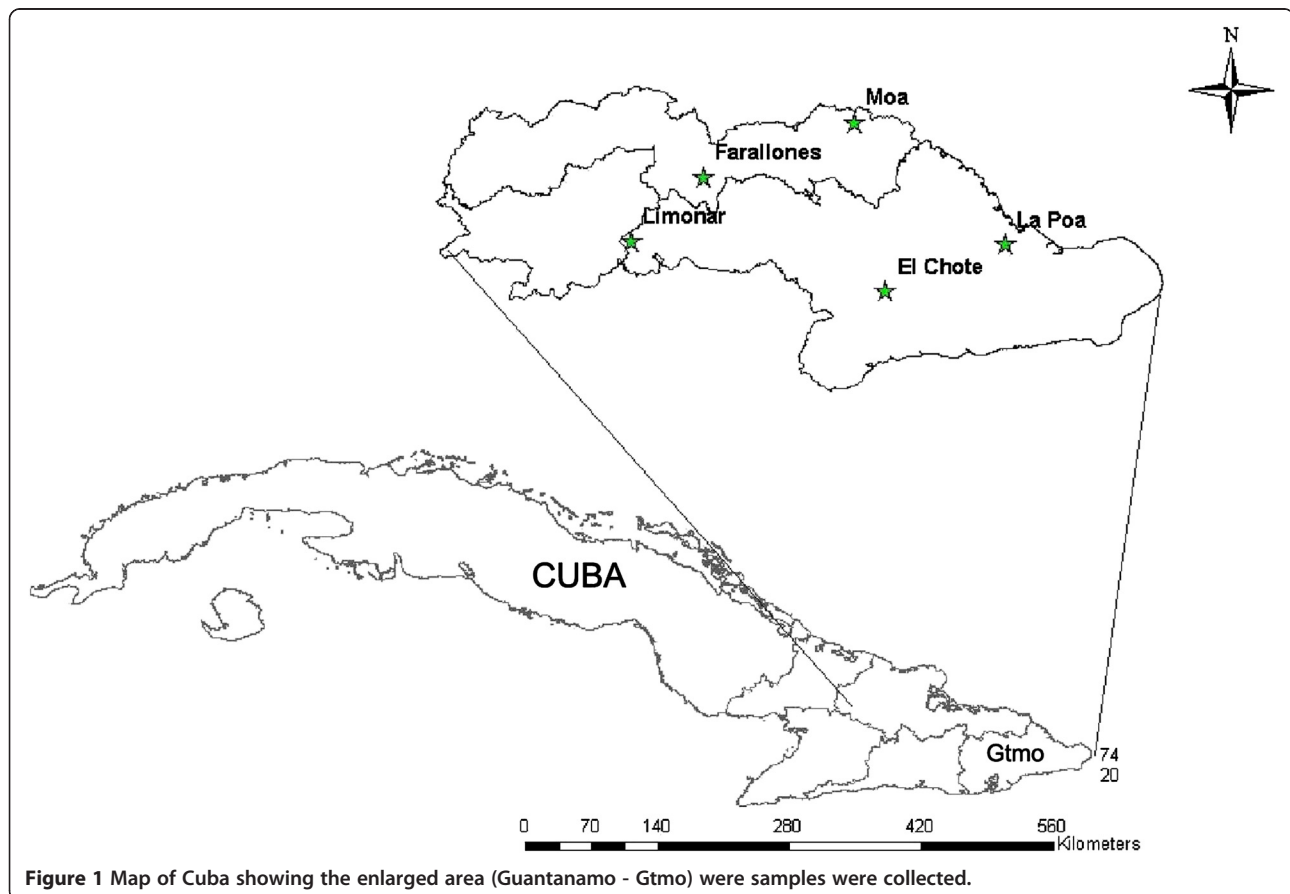 N
Moa
Farallones
Limonar
La Poa
El Chote
CUBA
Gtmo
74
20
0 70 140 280 420 560
Kilometers
Figure 1 Map of Cuba showing the enlarged area (Guantanamo - Gtmo) were samples were collected.